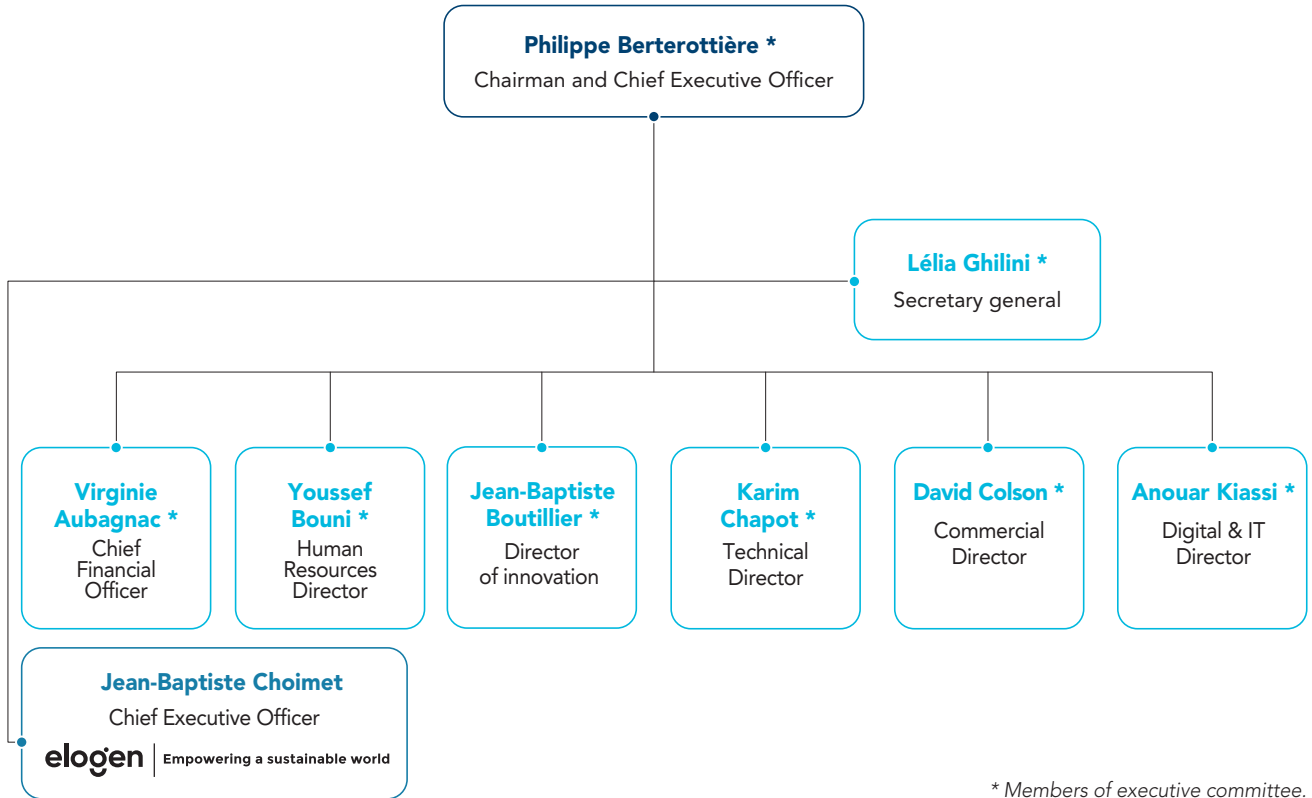 Philippe Berterottière *
Chairman and Chief Executive Officer
Lélia Ghilini *
Secretary general
Virginie
Aubagnac *
Chief
Financial
Officer
Youssef
Bouni *
Human
Resources
Director
Jean-Baptiste
Boutillier *
Director
of innovation
Karim
Chapot *
Technical
Director
David Colson *
Commercial
Director
Anouar Kiassi *
Digital & IT
Director
Jean-Baptiste Choimet
Chief Executive Officer
elogen | Empowering a sustainable world
* Members of executive committee.